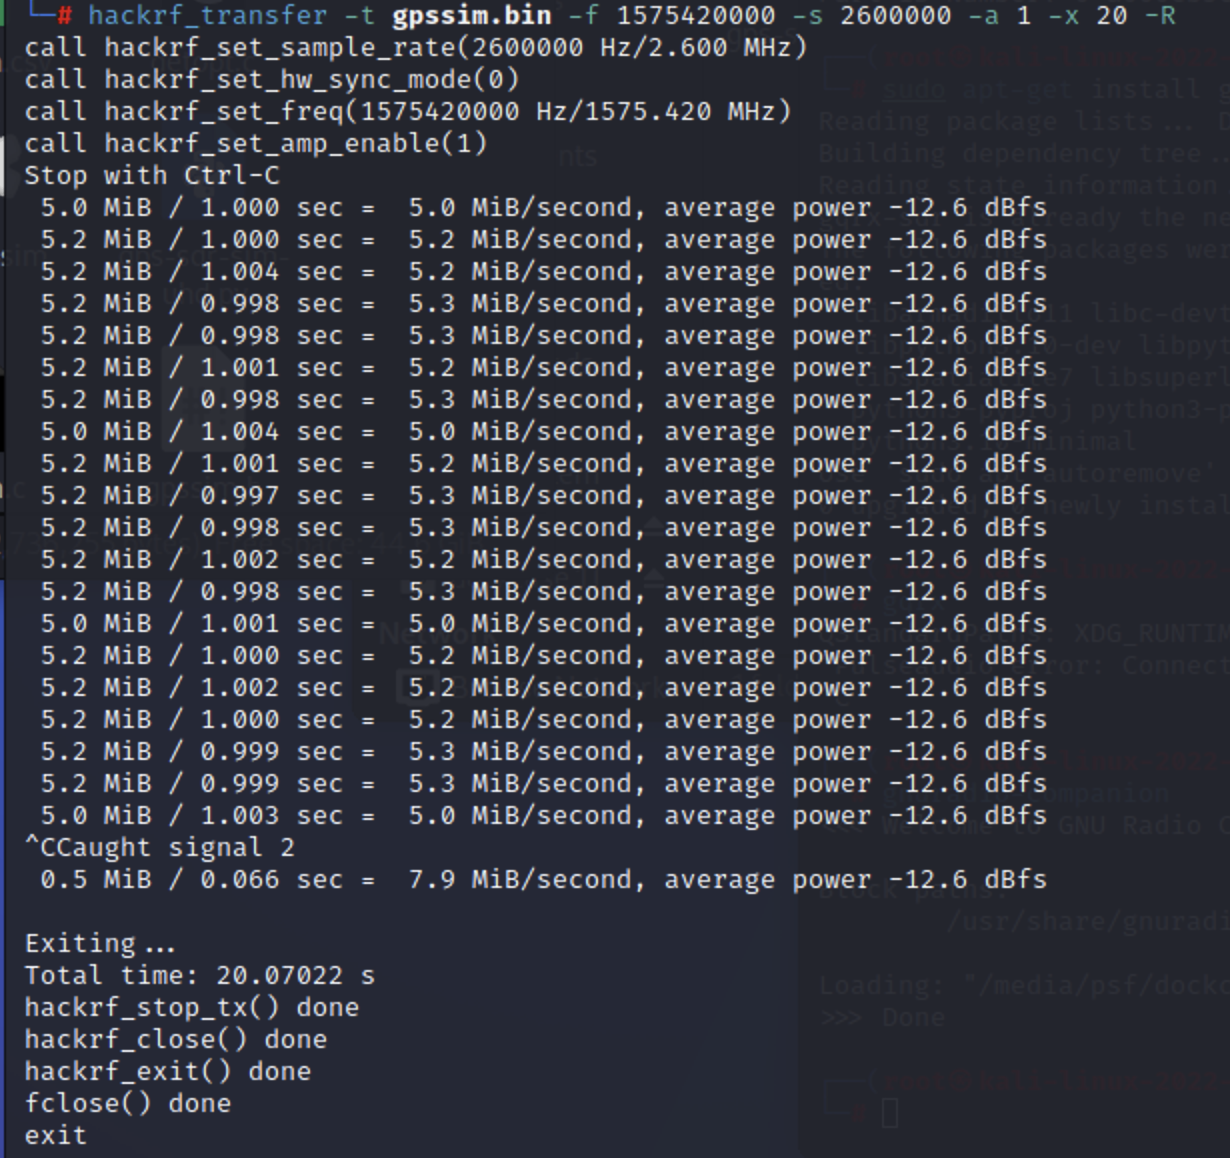 └─# hackrf_transfer -t gpssim.bin -f 1575420000 -s 2600000 -a 1 -x 20 -R
call hackrf_set_sample_rate(2600000 Hz/2.600 MHz)
call hackrf_set_hw_sync_mode(0)
call hackrf_set_freq(1575420000 Hz/1575.420 MHz)
call hackrf_set_amp_enable(1)
Stop with Ctrl-C
5.0 MiB / 1.000 sec = 5.0 MiB/second, average power -12.6 dBfs
5.2 MiB / 1.000 sec = 5.2 MiB/second, average power -12.6 dBfs
5.2 MiB / 1.004 sec = 5.2 MiB/second, average power -12.6 dBfs
5.2 MiB / 0.998 sec = 5.3 MiB/second, average power -12.6 dBfs
5.2 MiB / 0.998 sec = 5.3 MiB/second, average power -12.6 dBfs
5.2 MiB / 1.001 sec = 5.2 MiB/second, average power -12.6 dBfs
5.2 MiB / 0.998 sec = 5.3 MiB/second, average power -12.6 dBfs
5.0 MiB / 1.004 sec = 5.0 MiB/second, average power -12.6 dBfs
5.2 MiB / 1.001 sec = 5.2 MiB/second, average power -12.6 dBfs
5.2 MiB / 0.997 sec = 5.3 MiB/second, average power -12.6 dBfs
5.2 MiB / 0.998 sec = 5.3 MiB/second, average power -12.6 dBfs
5.2 MiB / 1.002 sec = 5.2 MiB/second, average power -12.6 dBfs
5.2 MiB / 0.998 sec = 5.3 MiB/second, average power -12.6 dBfs
5.0 MiB / 1.001 sec = 5.0 MiB/second, average power -12.6 dBfs
5.2 MiB / 1.000 sec = 5.2 MiB/second, average power -12.6 dBfs
5.2 MiB / 1.002 sec = 5.2 MiB/second, average power -12.6 dBfs
5.2 MiB / 1.000 sec = 5.2 MiB/second, average power -12.6 dBfs
5.2 MiB / 0.999 sec = 5.3 MiB/second, average power -12.6 dBfs
5.2 MiB / 0.999 sec = 5.3 MiB/second, average power -12.6 dBfs
5.0 MiB / 1.003 sec = 5.0 MiB/second, average power -12.6 dBfs
^CCaught signal 2
0.5 MiB / 0.066 sec = 7.9 MiB/second, average power -12.6 dBfs
Exiting...
Total time: 20.07022 s
hackrf_stop_tx() done
hackrf_close() done
hackrf_exit() done
fclose() done
exit